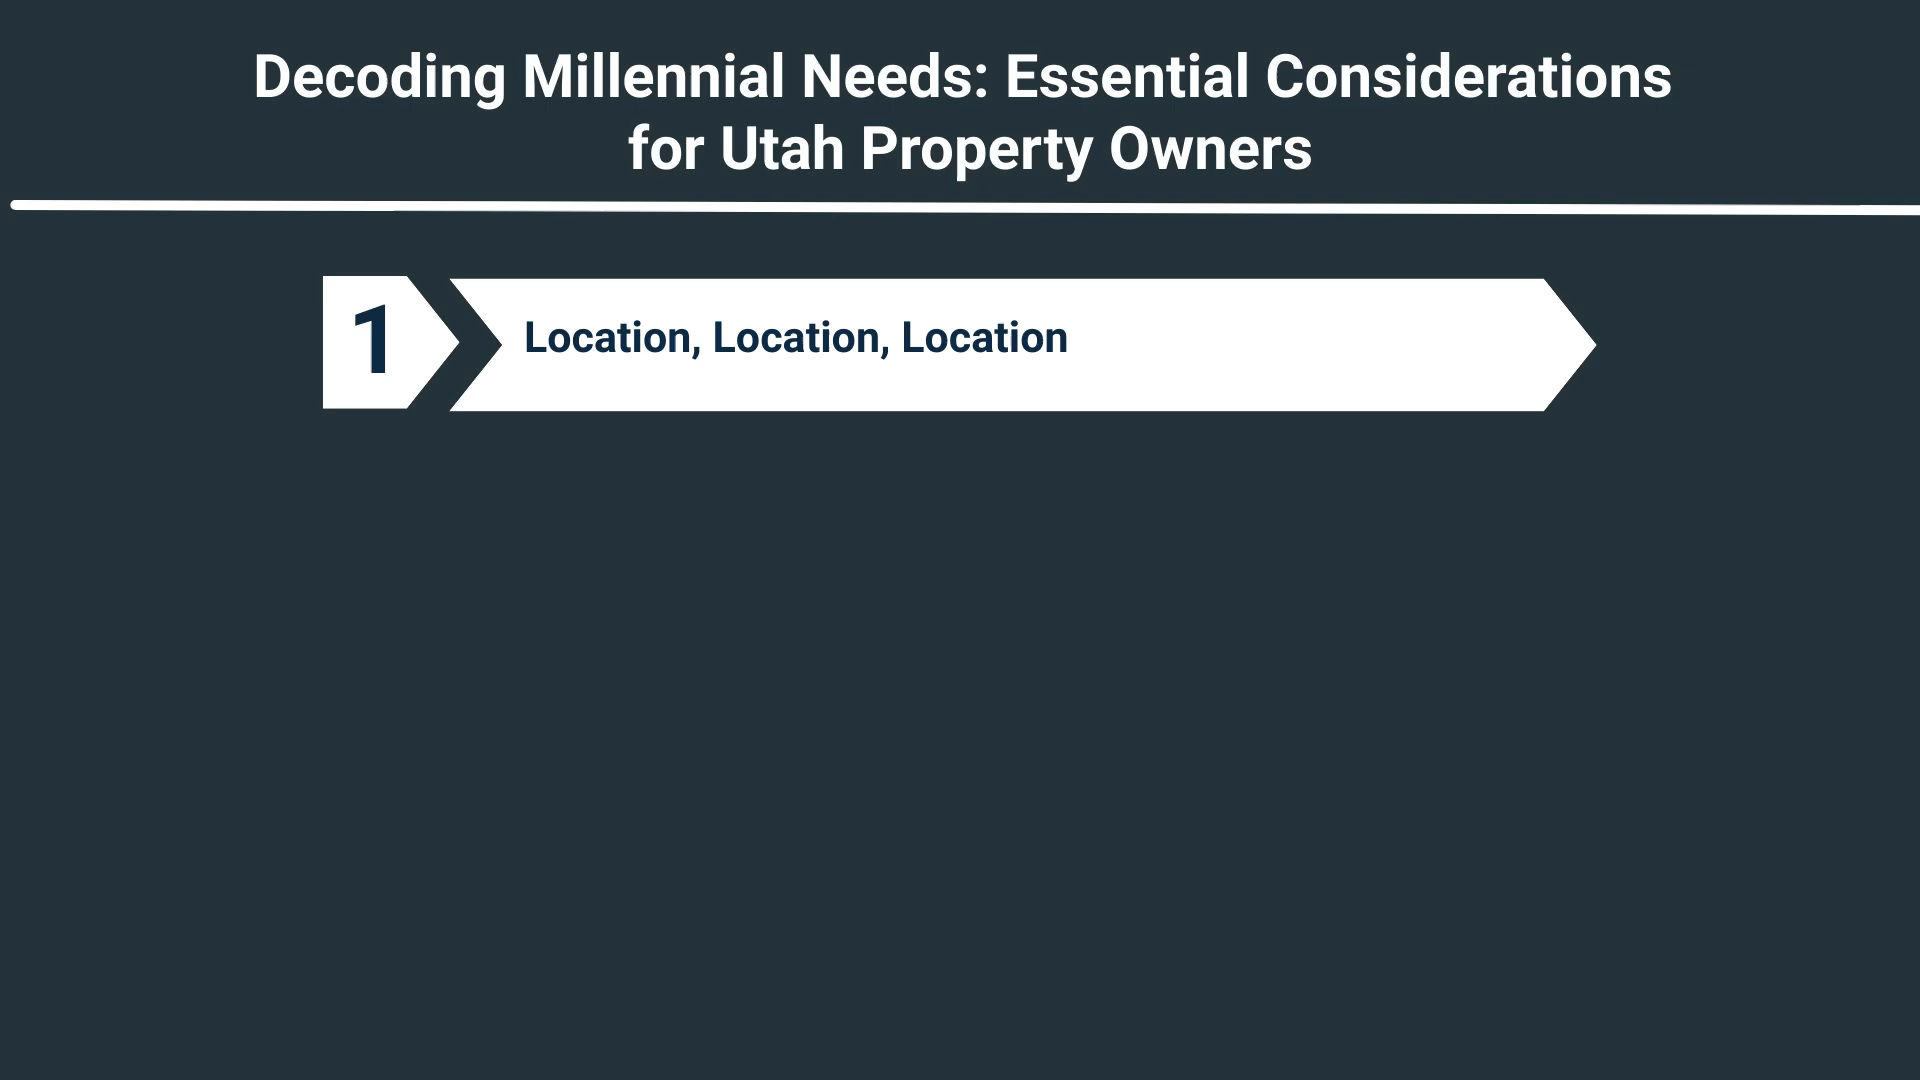 Decoding Millennial Needs: Essential Considerations
for Utah Property Owners
1
Location, Location, Location